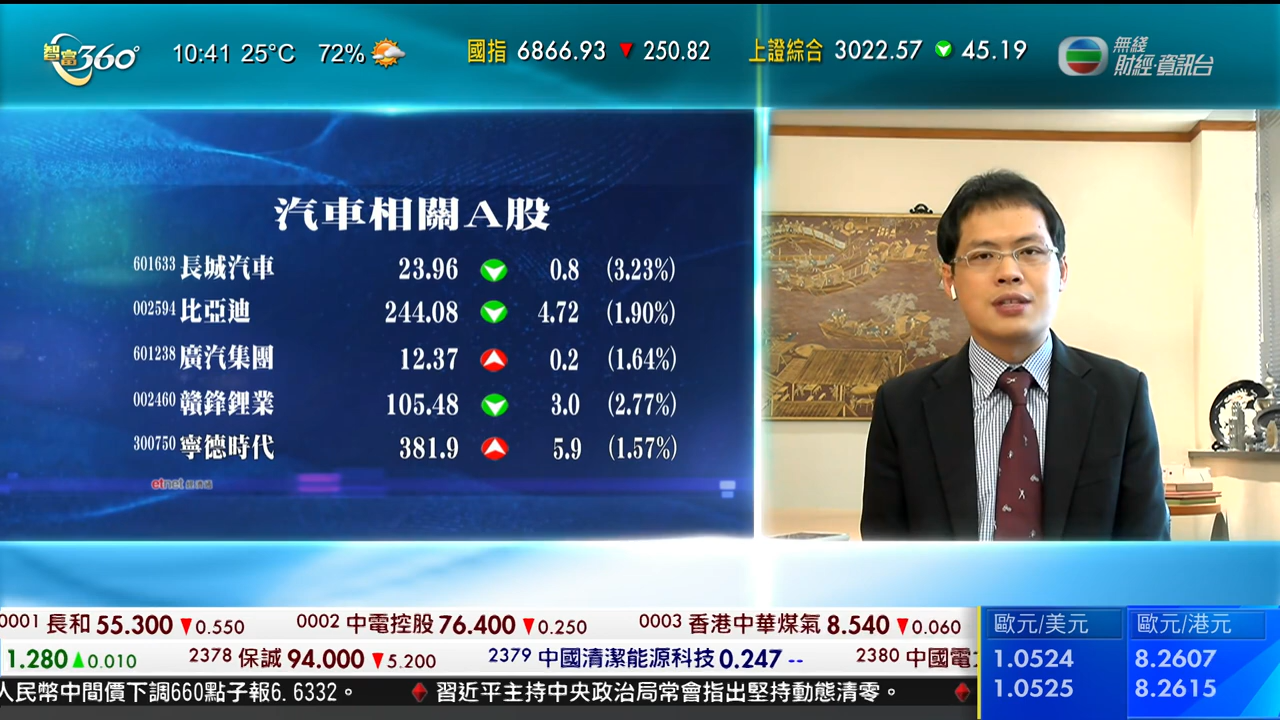 智富360°
10:41 25°C 72%
國指 6866.93 ▼ 250.82
上證綜合 3022.57 45.19
無綫
財經·資訊台
汽車相關A股
601633 長城汽車 23.96 0.8 (3.23%)
002594 比亞迪 244.08 4.72 (1.90%)
601238 廣汽集團 12.37 0.2 (1.64%)
002460 贛鋒鋰業 105.48 3.0 (2.77%)
300750 寧德時代 381.9 5.9 (1.57%)
etnet 經濟通
0001 長和 55.300 ▼0.550 0002 中電控股 76.400 ▼0.250 0003 香港中華煤氣 8.540 ▼0.060
1.280 ▲0.010 2378 保誠 94.000 ▼5.200 2379 中國清潔能源科技 0.247 -- 2380 中國電
人民幣中間價下調660點子報6.6332。 ◆ 習近平主持中央政治局常會指出堅持動態清零。 ◆
歐元/美元 歐元/港元
1.0524 8.2607
1.0525 8.2615